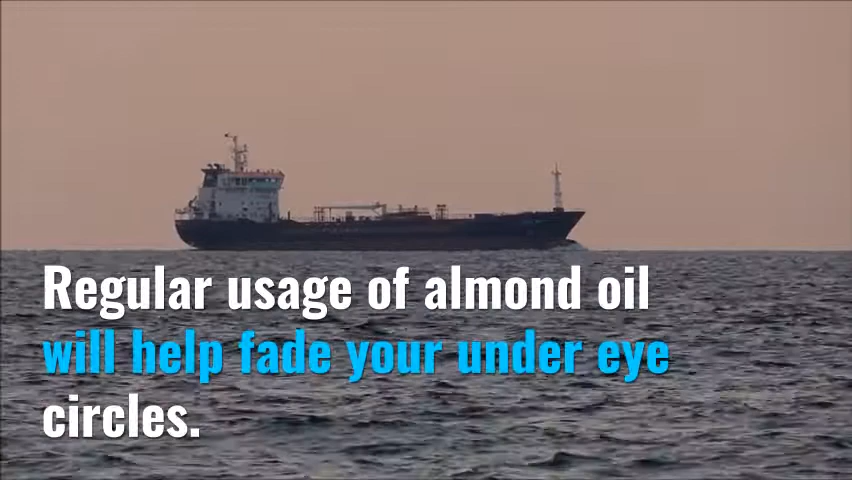 Regular usage of almond oil
will help fade your under eye
circles.